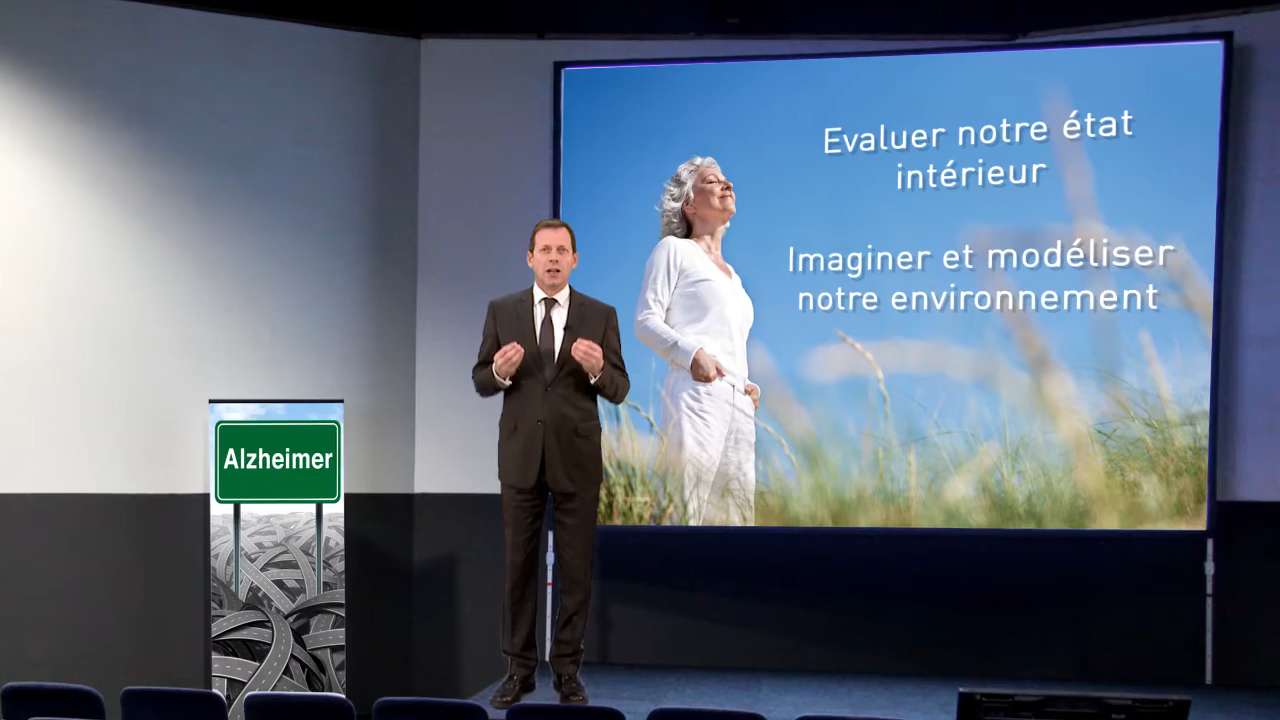 Evaluer notre état
intérieur
Imaginer et modéliser
notre environnement
Alzheimer